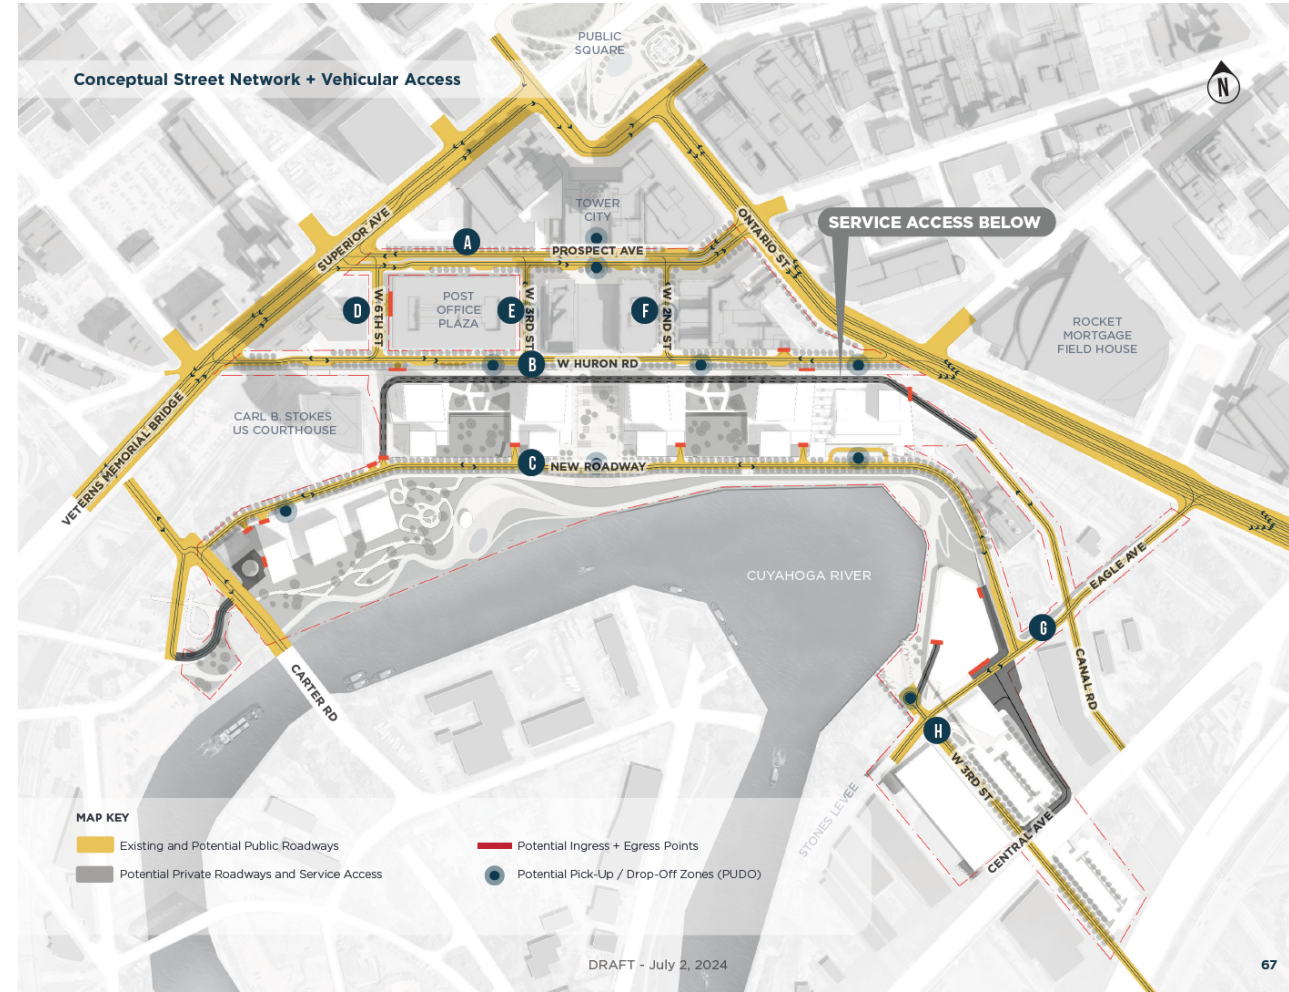 PUBLIC
SQUARE
Conceptual Street Network + Vehicular Access
N
TOWER
CITY
SUPERIOR AVE
ONTARIO ST
SERVICE ACCESS BELOW
A
PROSPECT AVE
D
W 6TH ST
POST
OFFICE
PLAZA
E
W 3RD ST
F
W 2ND ST
ROCKET
MORTGAGE
FIELD HOUSE
B
W HURON RD
CARL B. STOKES
US COURTHOUSE
VETERNS MEMORIAL BRIDGE
C
NEW ROADWAY
CUYAHOGA RIVER
EAGLE AVE
G
CANAL RD
CARTER RD
H
W 3RD ST
STONES LEVEE
CENTRAL AVE
MAP KEY
Existing and Potential Public Roadways
Potential Private Roadways and Service Access
Potential Ingress + Egress Points
Potential Pick-Up / Drop-Off Zones (PUDO)
DRAFT - July 2, 2024
67